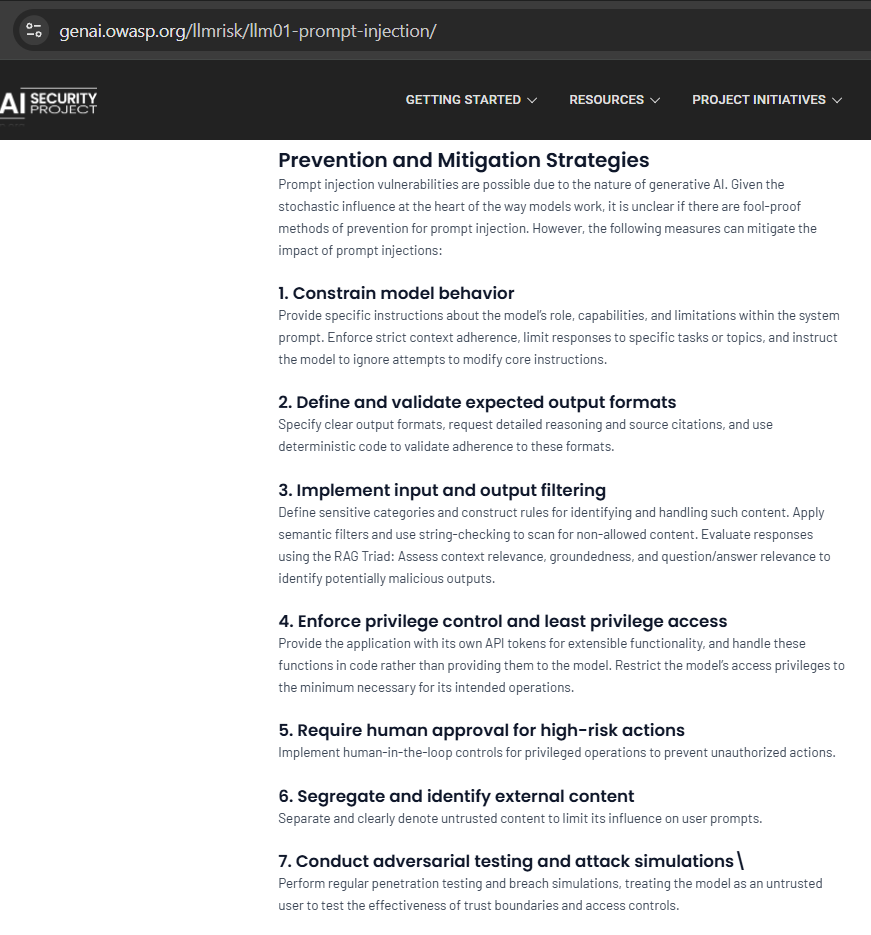 genai.owasp.org/llmrisk/llm01-prompt-injection/
AI SECURITY
PROJECT
GETTING STARTED
RESOURCES
PROJECT INITIATIVES
Prevention and Mitigation Strategies
Prompt injection vulnerabilities are possible due to the nature of generative AI. Given the
stochastic influence at the heart of the way models work, it is unclear if there are fool-proof
methods of prevention for prompt injection. However, the following measures can mitigate the
impact of prompt injections:
1. Constrain model behavior
Provide specific instructions about the model’s role, capabilities, and limitations within the system
prompt. Enforce strict context adherence, limit responses to specific tasks or topics, and instruct
the model to ignore attempts to modify core instructions.
2. Define and validate expected output formats
Specify clear output formats, request detailed reasoning and source citations, and use
deterministic code to validate adherence to these formats.
3. Implement input and output filtering
Define sensitive categories and construct rules for identifying and handling such content. Apply
semantic filters and use string-checking to scan for non-allowed content. Evaluate responses
using the RAG Triad: Assess context relevance, groundedness, and question/answer relevance to
identify potentially malicious outputs.
4. Enforce privilege control and least privilege access
Provide the application with its own API tokens for extensible functionality, and handle these
functions in code rather than providing them to the model. Restrict the model’s access privileges to
the minimum necessary for its intended operations.
5. Require human approval for high-risk actions
Implement human-in-the-loop controls for privileged operations to prevent unauthorized actions.
6. Segregate and identify external content
Separate and clearly denote untrusted content to limit its influence on user prompts.
7. Conduct adversarial testing and attack simulations\
Perform regular penetration testing and breach simulations, treating the model as an untrusted
user to test the effectiveness of trust boundaries and access controls.